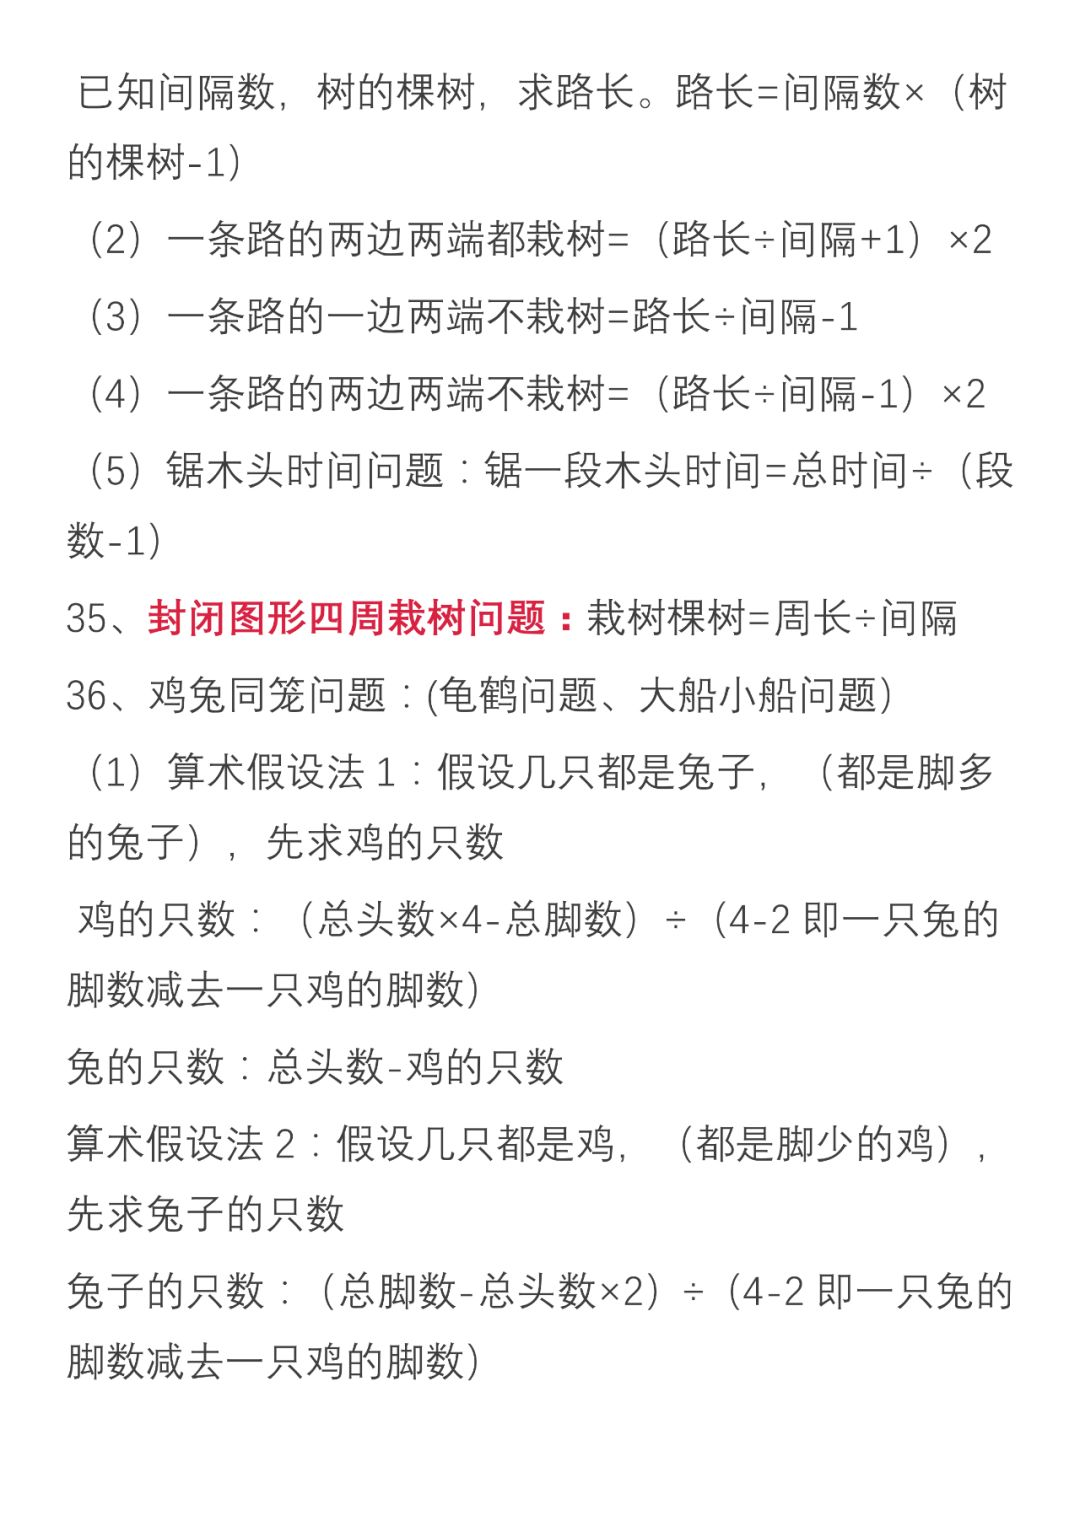 已知间隔数，树的棵树，求路长。路长=间隔数×（树
的棵树-1）
（2）一条路的两边两端都栽树=（路长÷间隔+1）×2
（3）一条路的一边两端不栽树=路长÷间隔-1
（4）一条路的两边两端不栽树=（路长÷间隔-1）×2
（5）锯木头时间问题：锯一段木头时间=总时间÷（段
数-1）
35、封闭图形四周栽树问题：栽树棵树=周长÷间隔
36、鸡兔同笼问题：(龟鹤问题、大船小船问题）
（1）算术假设法 1：假设几只都是兔子，（都是脚多
的兔子），先求鸡的只数
鸡的只数：（总头数×4-总脚数）÷（4-2 即一只兔的
脚数减去一只鸡的脚数）
兔的只数：总头数-鸡的只数
算术假设法 2：假设几只都是鸡，（都是脚少的鸡），
先求兔子的只数
兔子的只数：（总脚数-总头数×2）÷（4-2 即一只兔的
脚数减去一只鸡的脚数）